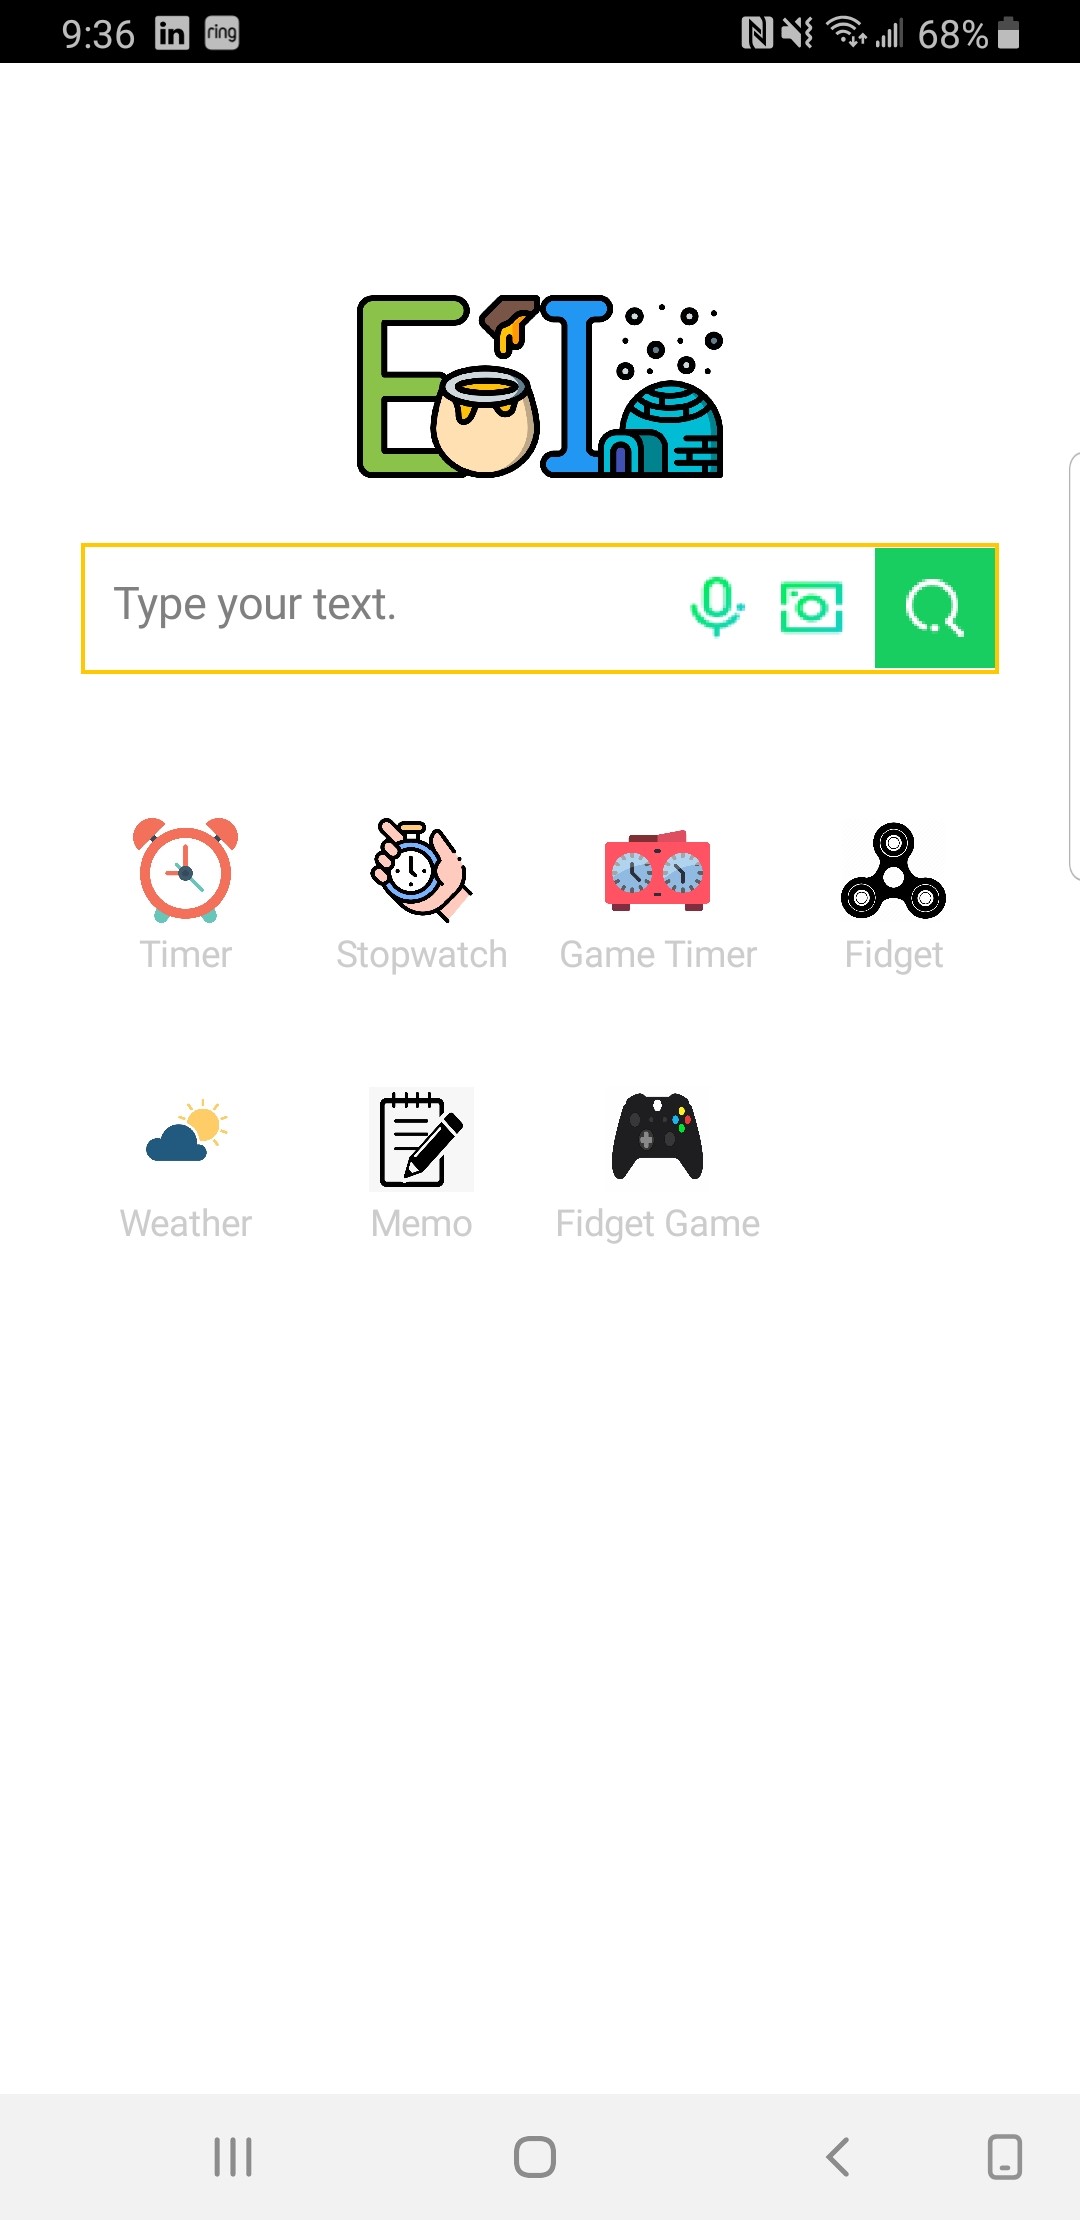 9:36 in ring 68%
EI
Type your text.
Timer Stopwatch Game Timer Fidget
Weather Memo Fidget Game